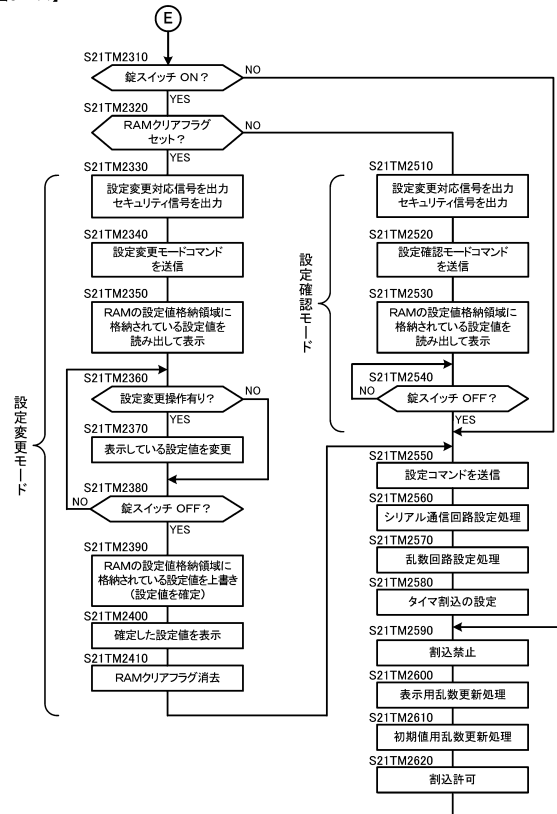 E
S21TM2310
錠スイッチ ON?
NO
YES
S21TM2320
RAMクリアフラグ
セット?
NO
YES
設定変更モード
S21TM2330
設定変更対応信号を出力
セキュリティ信号を出力
S21TM2340
設定変更モードコマンド
を送信
S21TM2350
RAMの設定値格納領域に
格納されている設定値を
読み出して表示
S21TM2360
設定変更操作有り?
NO
YES
S21TM2370
表示している設定値を変更
S21TM2380
NO
錠スイッチ OFF?
YES
S21TM2390
RAMの設定値格納領域に
格納されている設定値を上書き
(設定値を確定)
S21TM2400
確定した設定値を表示
S21TM2410
RAMクリアフラグ消去
設定確認モード
S21TM2510
設定変更対応信号を出力
セキュリティ信号を出力
S21TM2520
設定確認モードコマンド
を送信
S21TM2530
RAMの設定値格納領域に
格納されている設定値を
読み出して表示
S21TM2540
NO
錠スイッチ OFF?
YES
S21TM2550
設定コマンドを送信
S21TM2560
シリアル通信回路設定処理
S21TM2570
乱数回路設定処理
S21TM2580
タイマ割込の設定
S21TM2590
割込禁止
S21TM2600
表示用乱数更新処理
S21TM2610
初期値用乱数更新処理
S21TM2620
割込許可